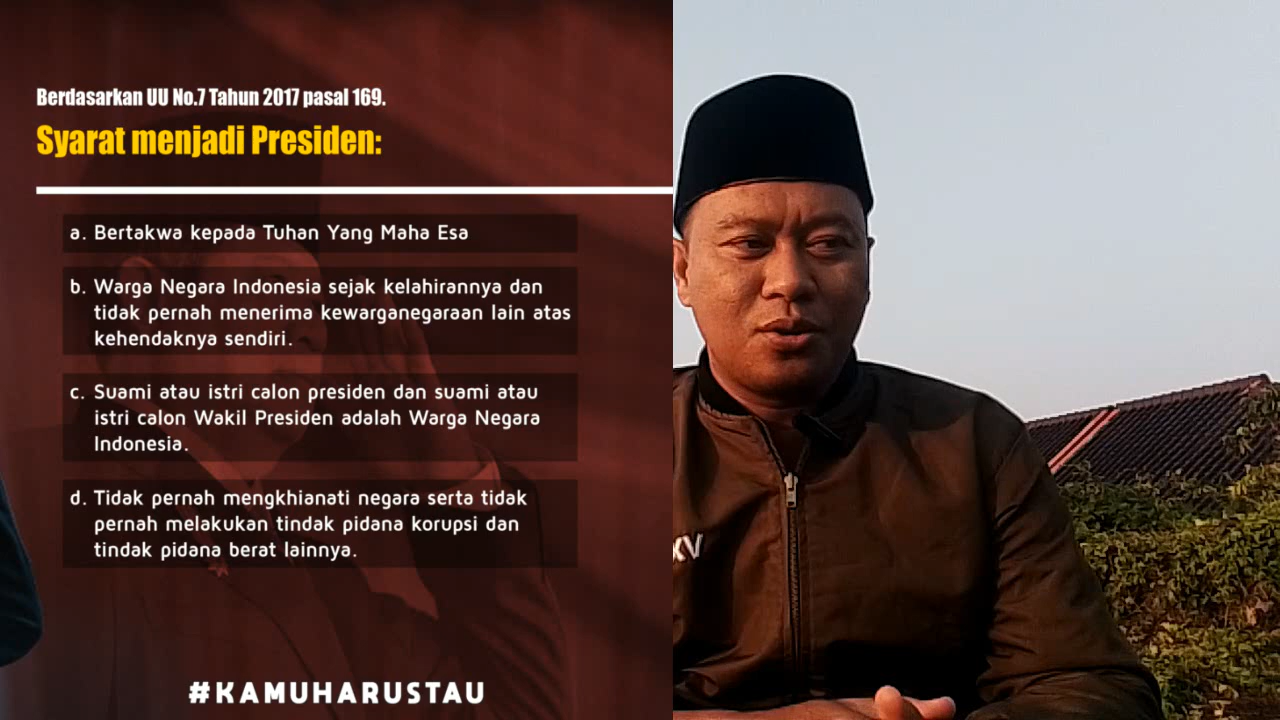 Berdasarkan UU No.7 Tahun 2017 pasal 169.
Syarat menjadi Presiden:
a. Bertakwa kepada Tuhan Yang Maha Esa
b. Warga Negara Indonesia sejak kelahirannya dan
tidak pernah menerima kewarganegaraan lain atas
kehendaknya sendiri.
c. Suami atau istri calon presiden dan suami atau
istri calon Wakil Presiden adalah Warga Negara
Indonesia.
d. Tidak pernah mengkhianati negara serta tidak
pernah melakukan tindak pidana korupsi dan
tindak pidana berat lainnya.
#KAMUHARUSTAU
XV